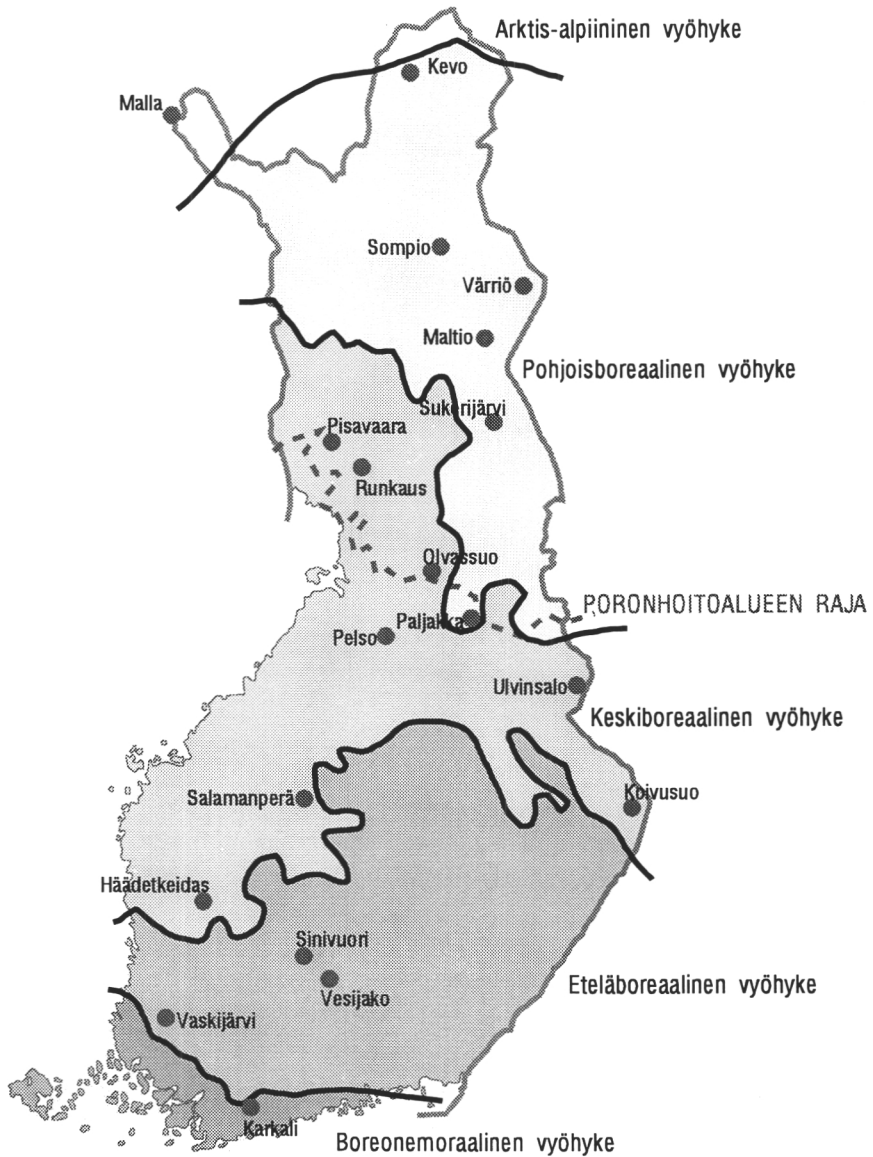 Arktis-alpiininen vyöhyke
Kevo
Malla
Sompio
Värriö
Maltio
Pohjoisboreaalinen vyöhyke
Sukerijärvi
Pisavaara
Runkaus
Olvassuo
PORONHOITOALUEEN RAJA
Paljakka
Pelso
Ulvinsalo
Keskiboreaalinen vyöhyke
Salamanperä
Koivusuo
Häädetkeidas
Sinivuori
Eteläboreaalinen vyöhyke
Vesijako
Vaskijärvi
Karkali
Boreonemoraalinen vyöhyke